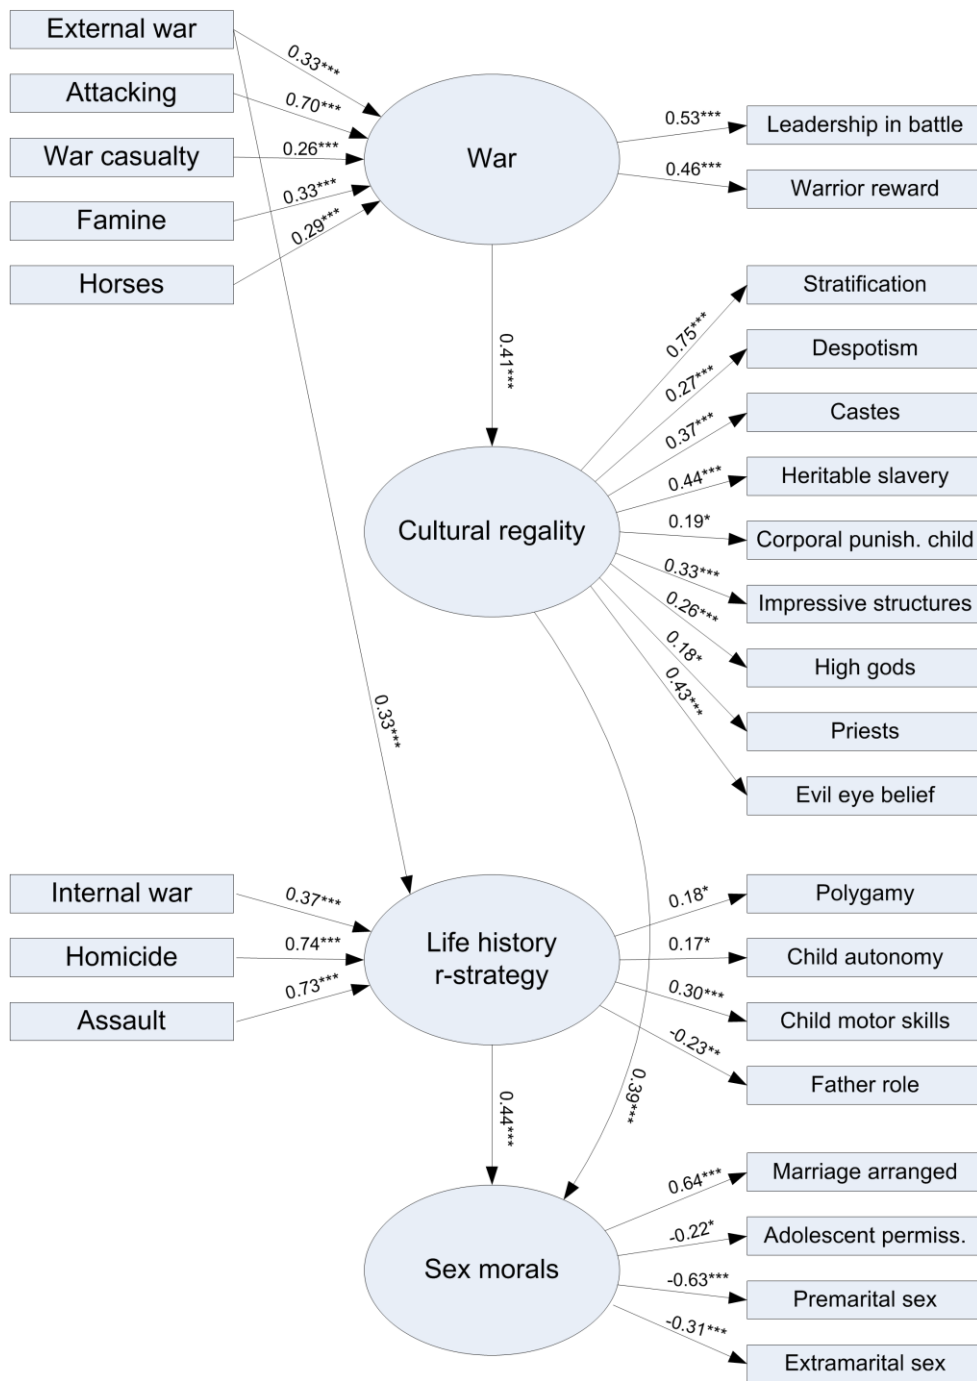 External war
Attacking
War casualty
Famine
Horses
0.33***
0.70***
0.26***
0.33***
0.29***
War
0.53***
0.46***
Leadership in battle
Warrior reward
0.41***
Cultural regality
0.75***
0.27***
0.37***
0.44***
0.19*
0.33***
0.26***
0.18*
0.43***
Stratification
Despotism
Castes
Heritable slavery
Corporal punish. child
Impressive structures
High gods
Priests
Evil eye belief
0.33***
Internal war
Homicide
Assault
0.37***
0.74***
0.73***
Life history
r-strategy
0.18*
0.17*
0.30***
-0.23**
Polygamy
Child autonomy
Child motor skills
Father role
0.44***
0.39***
Sex morals
0.64***
-0.22*
-0.63***
-0.31***
Marriage arranged
Adolescent permiss.
Premarital sex
Extramarital sex